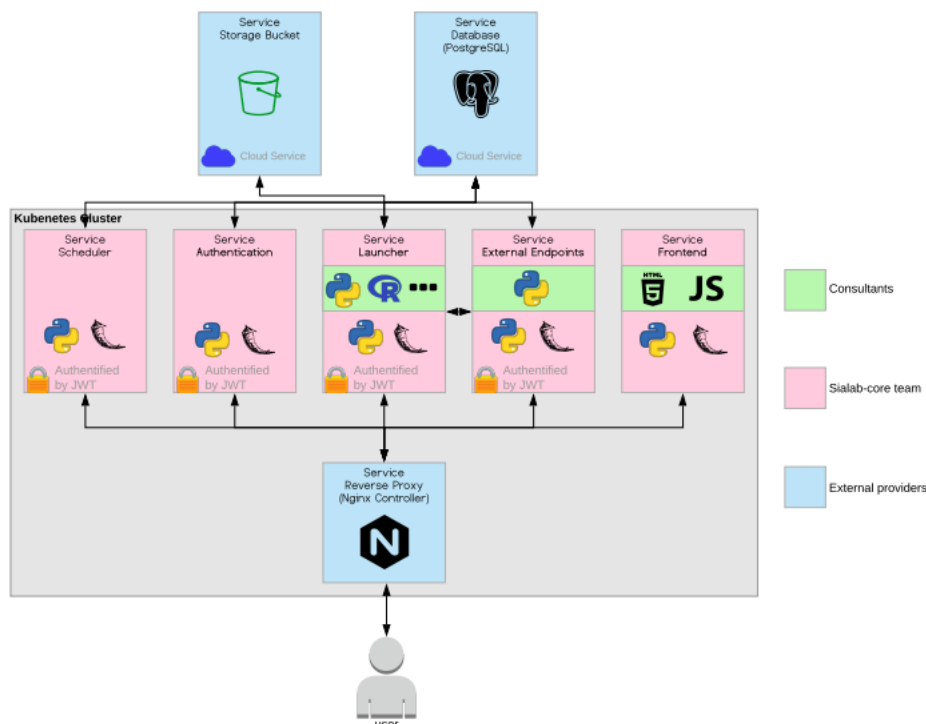 Service
Storage Bucket
Cloud Service
Service
Database
(PostgreSQL)
Cloud Service
Kubenetes Cluster
Service
Scheduler
Authentified
by JWT
Service
Authentication
Authentified
by JWT
Service
Launcher
R
Authentified
by JWT
Service
External Endpoints
Authentified
by JWT
Service
Frontend
HTML
5
JS
Service
Reverse Proxy
(Nginx Controller)
N
user
Consultants
Sialab-core team
External providers